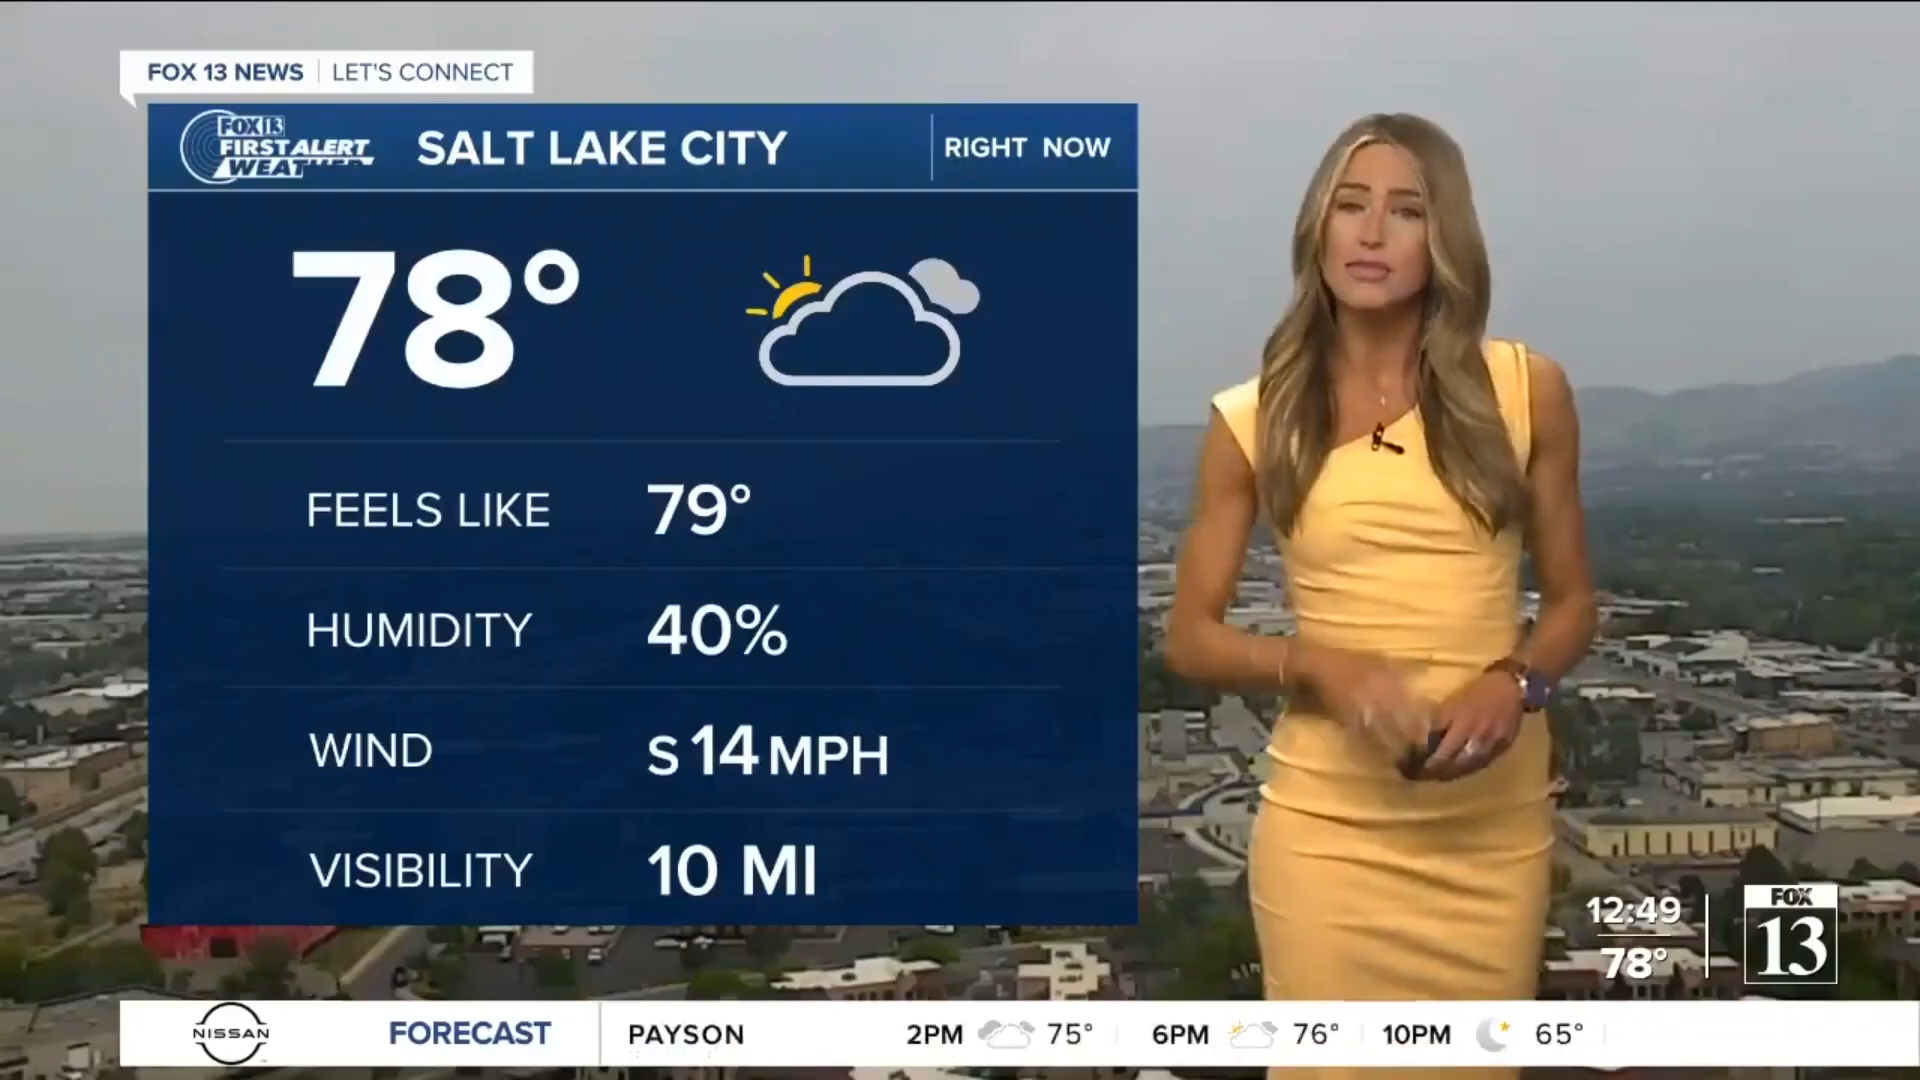 FOX 13 NEWS LET'S CONNECT
FOX 13
FIRST ALERT
WEATHER
SALT LAKE CITY
RIGHT NOW
78°
FEELS LIKE 79°
HUMIDITY 40%
WIND S 14 MPH
VISIBILITY 10 MI
12:49
78°
FOX
13
NISSAN FORECAST PAYSON 2PM 75° 6PM 76° 10PM 65°